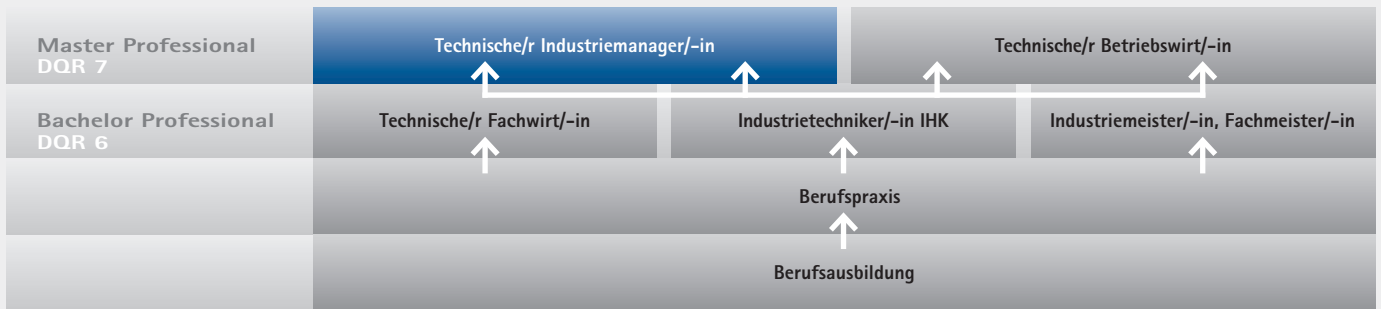 Master Professional
DQR 7
Technische/r Industriemanager/-in
Technische/r Betriebswirt/-in
Bachelor Professional
DQR 6
Technische/r Fachwirt/-in
Industrietechniker/-in IHK
Industriemeister/-in, Fachmeister/-in
Berufspraxis
Berufsausbildung